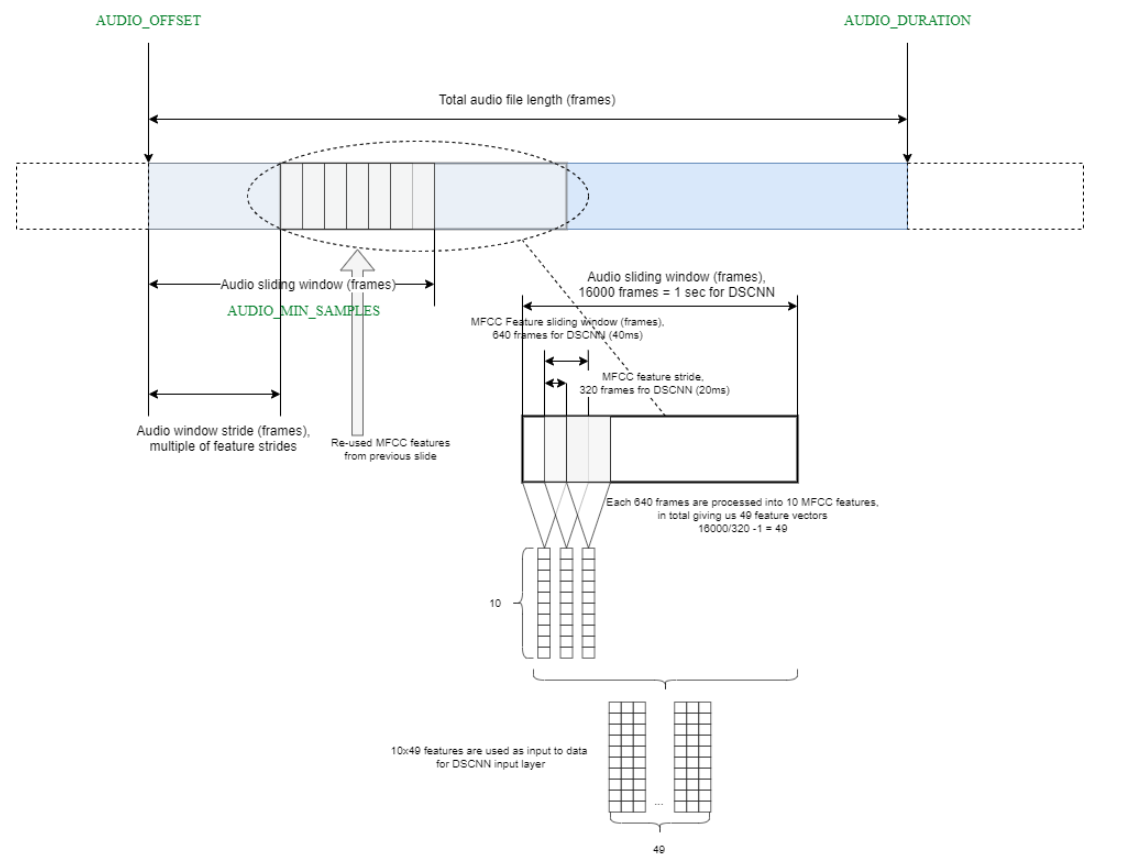 AUDIO_OFFSET
AUDIO_DURATION
Total audio file length (frames)
Audio sliding window (frames)
AUDIO_MIN_SAMPLES
Audio sliding window (frames),
16000 frames = 1 sec for DSCNN
MFCC Feature sliding window (frames),
640 frames for DSCNN (40ms)
MFCC feature stride,
320 frames fro DSCNN (20ms)
Audio window stride (frames),
multiple of feature strides
Re-used MFCC features
from previous slide
Each 640 frames are processed into 10 MFCC features,
in total giving us 49 feature vectors
16000/320 -1 = 49
10
10x49 features are used as input to data
for DSCNN input layer
...
49